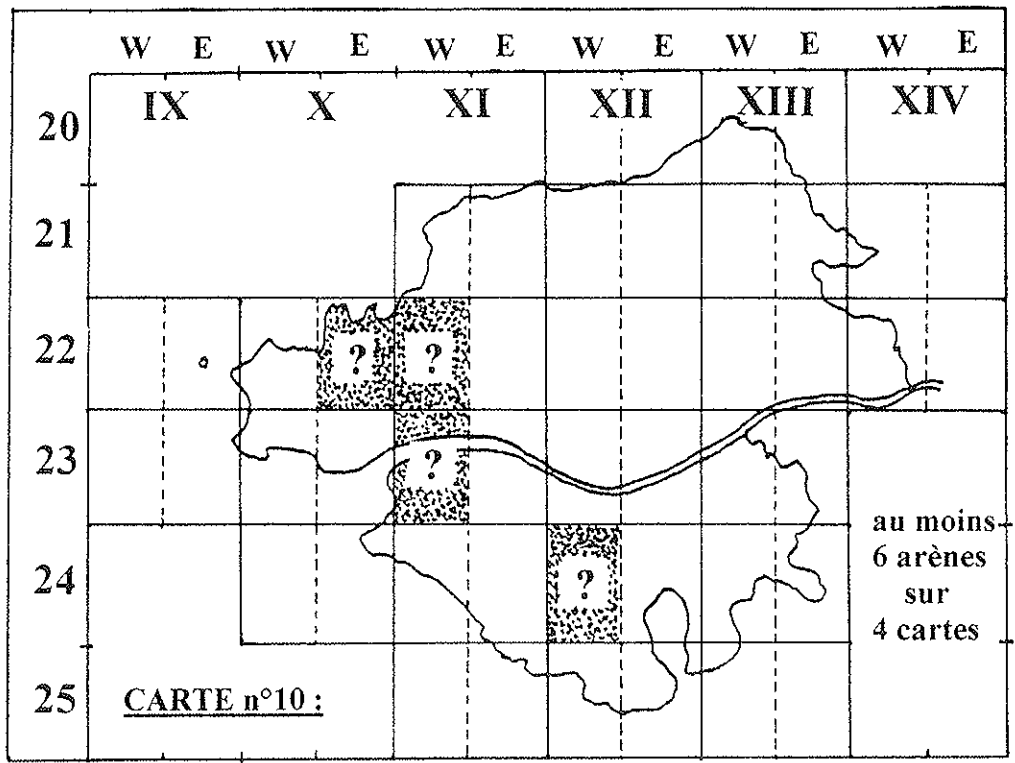 W E W E W E W E W E W E
IX X XI XII XIII XIV
20
21
22 ? ?
23 ?
au moins
6 arènes
24 ? sur
4 cartes
25 CARTE n°10 :